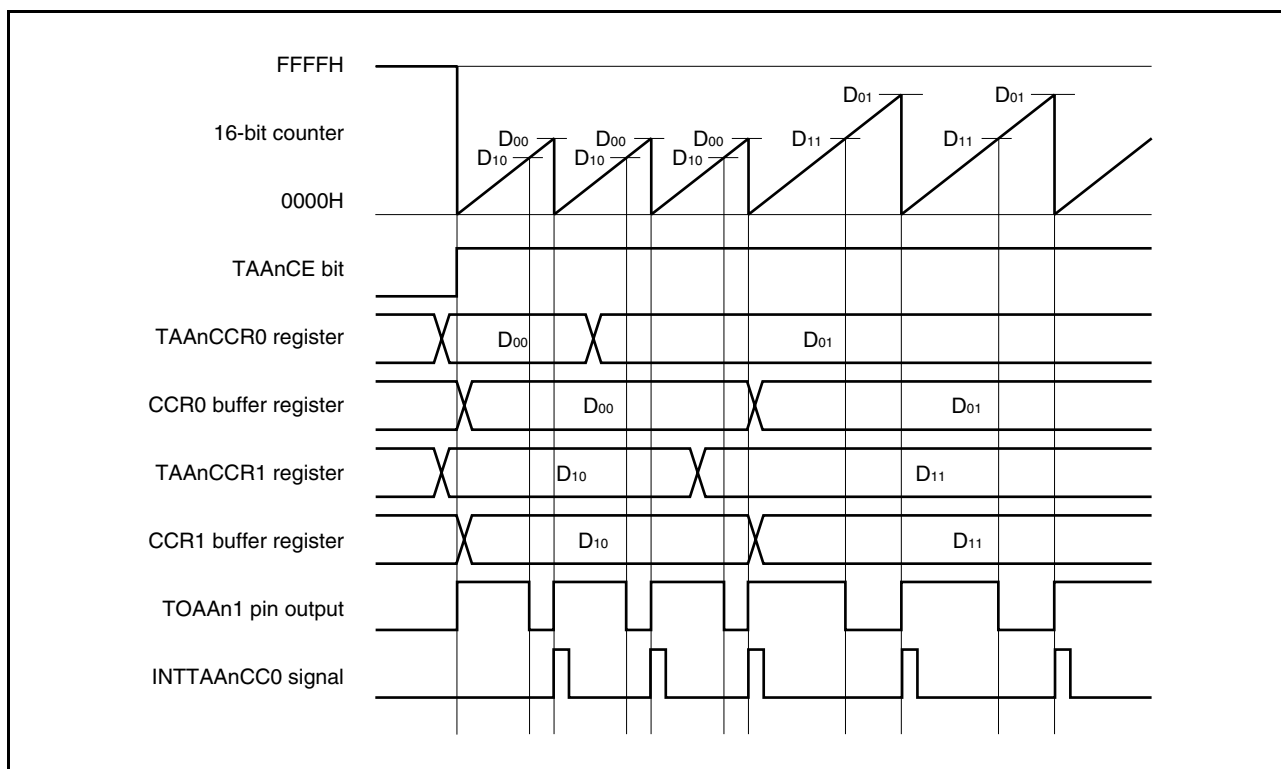 FFFFH
D01 D01
16-bit counter D00 D00 D00 D11 D11
D10 D10 D10
0000H
TAAnCE bit
TAAnCCR0 register D00 D01
CCR0 buffer register D00 D01
TAAnCCR1 register D10 D11
CCR1 buffer register D10 D11
TOAAn1 pin output
INTTAAnCC0 signal